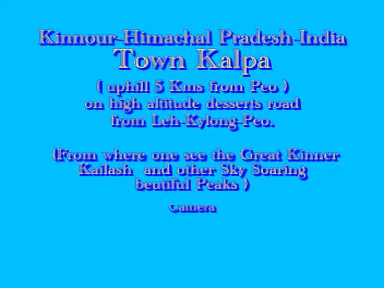 Kinnour-Himachal Pradesh-India
Town Kalpa
( uphill 5 Kms from Peo )
on high altitude desserts road
from Leh-Kylong-Peo.
(From where one see the Great Kinner
Kailash and other Sky Soaring
beutiful Peaks )
Camera